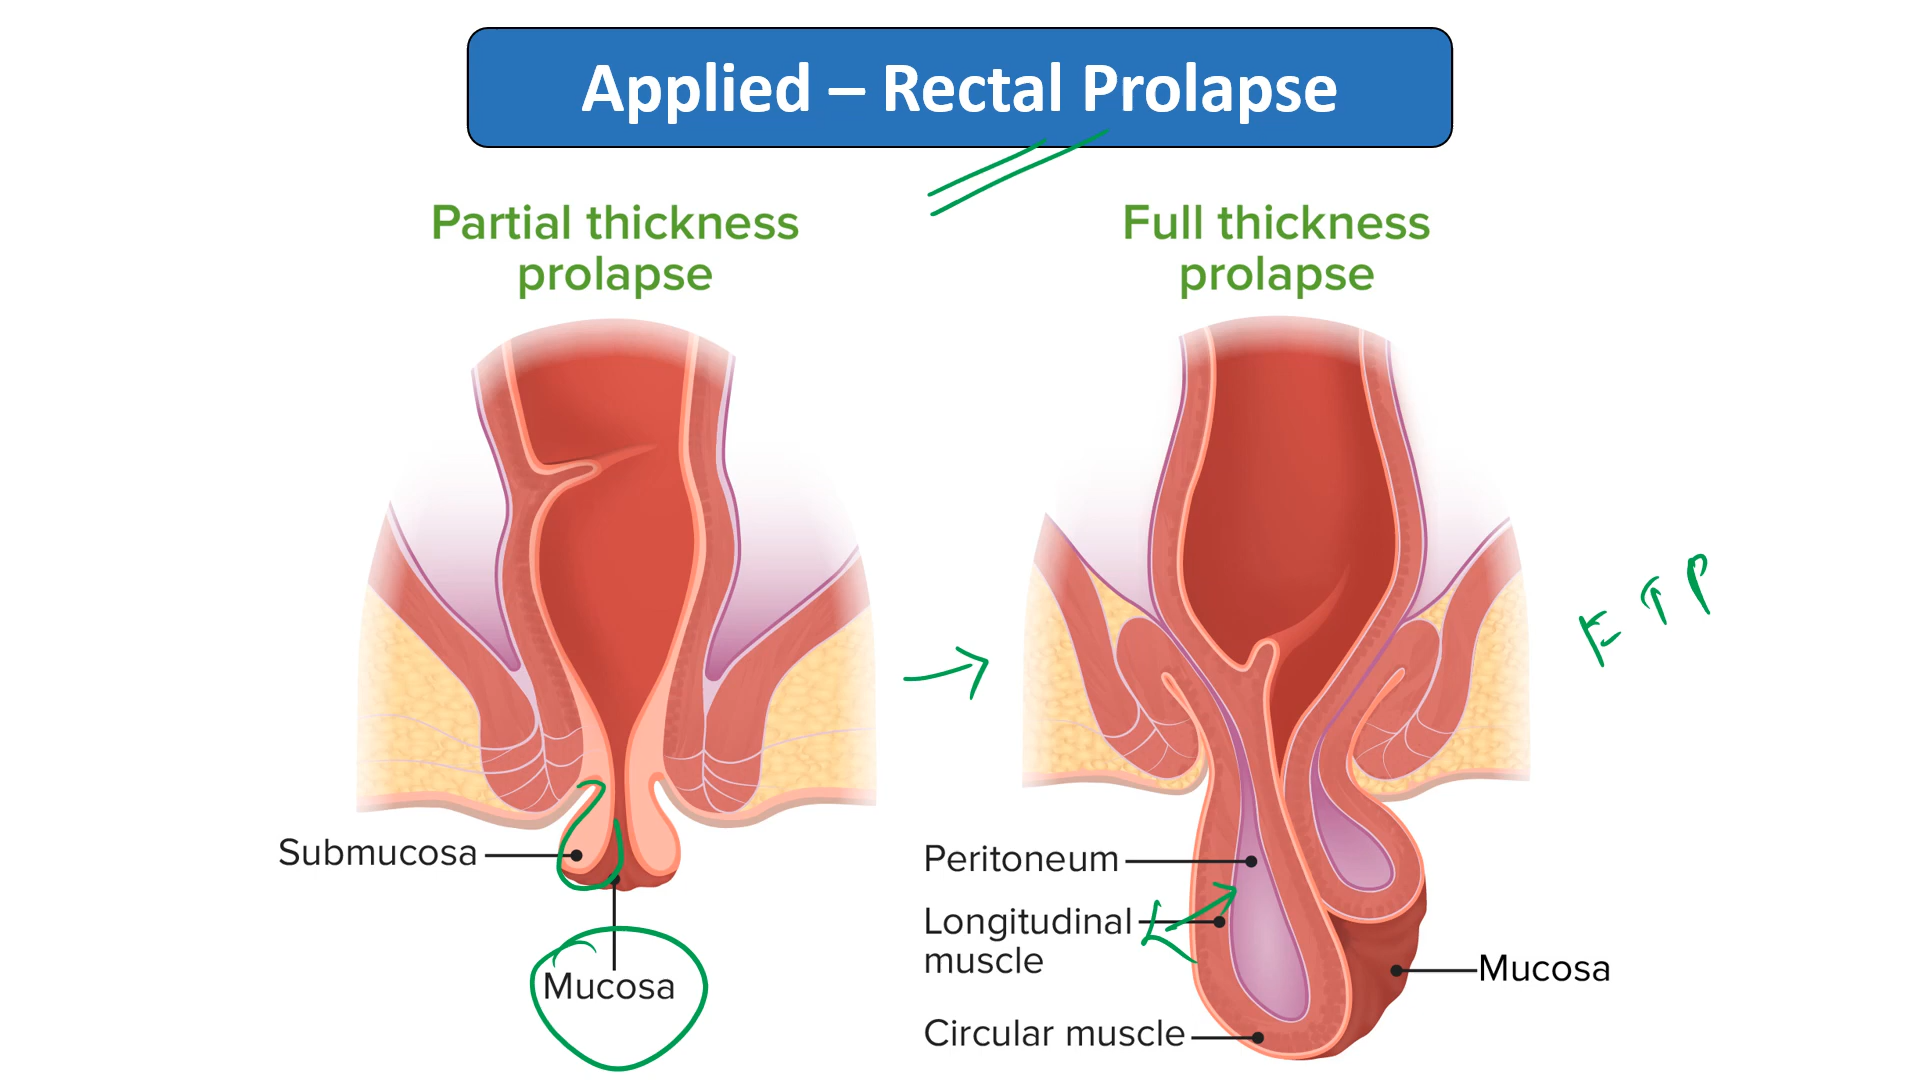 Applied – Rectal Prolapse
Partial thickness
prolapse
Full thickness
prolapse
Submucosa
Mucosa
Peritoneum
Longitudinal
muscle
Circular muscle
Mucosa